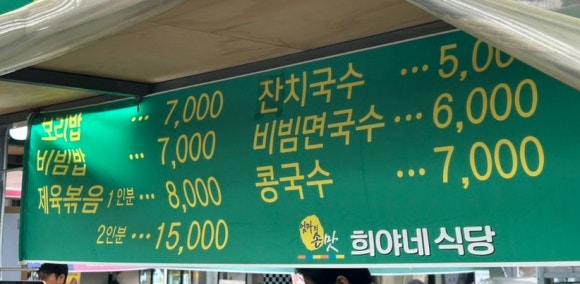 보리밥 ... 7,000
비빔밥 ... 7,000
제육볶음 1인분 ... 8,000
2인분 ... 15,000
잔치국수 ... 5,00
비빔면국수 ... 6,000
콩국수 ... 7,000
엄마의 손맛 희야네 식당